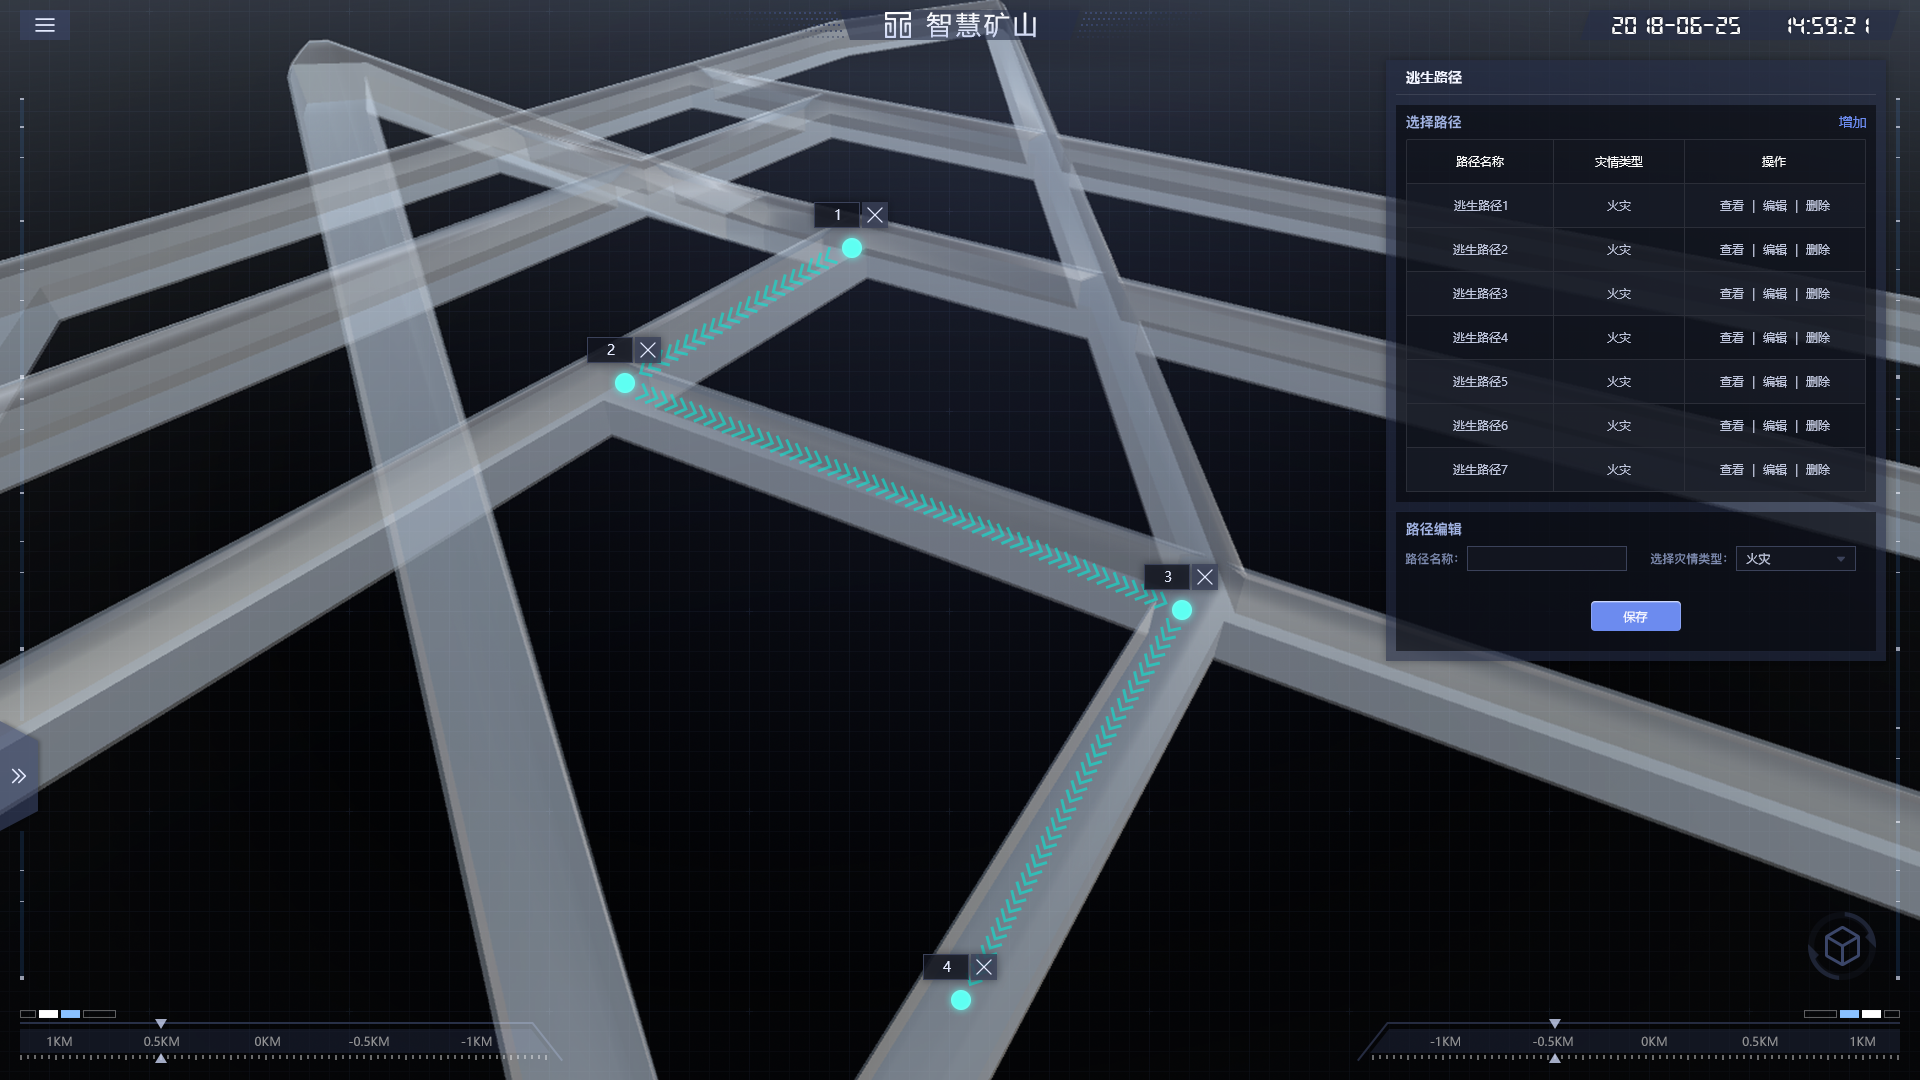 智慧矿山
2018-06-25 14:59:21
逃生路径
选择路径 增加
路径名称 灾情类型 操作
逃生路径1 火灾 查看 | 编辑 | 删除
逃生路径2 火灾 查看 | 编辑 | 删除
逃生路径3 火灾 查看 | 编辑 | 删除
逃生路径4 火灾 查看 | 编辑 | 删除
逃生路径5 火灾 查看 | 编辑 | 删除
逃生路径6 火灾 查看 | 编辑 | 删除
逃生路径7 火灾 查看 | 编辑 | 删除
路径编辑
路径名称: 选择灾情类型: 火灾
保存
1
2
3
4
1KM 0.5KM 0KM -0.5KM -1KM
-1KM -0.5KM 0KM 0.5KM 1KM